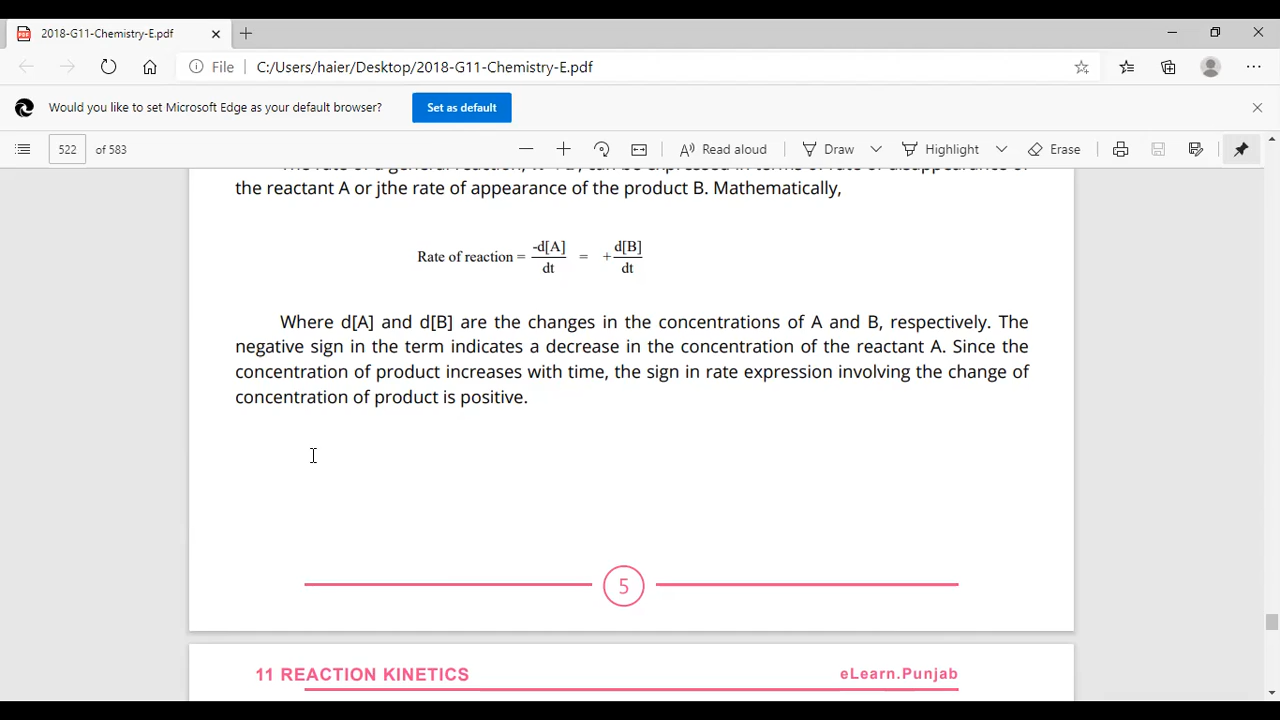 2018-G11-Chemistry-E.pdf
File C:/Users/haier/Desktop/2018-G11-Chemistry-E.pdf
Would you like to set Microsoft Edge as your default browser? Set as default
522 of 583 Read aloud Draw Highlight Erase
the reactant A or jthe rate of appearance of the product B. Mathematically,
Rate of reaction = -d[A]/dt = +d[B]/dt
Where d[A] and d[B] are the changes in the concentrations of A and B, respectively. The
negative sign in the term indicates a decrease in the concentration of the reactant A. Since the
concentration of product increases with time, the sign in rate expression involving the change of
concentration of product is positive.
5
11 REACTION KINETICS eLearn.Punjab